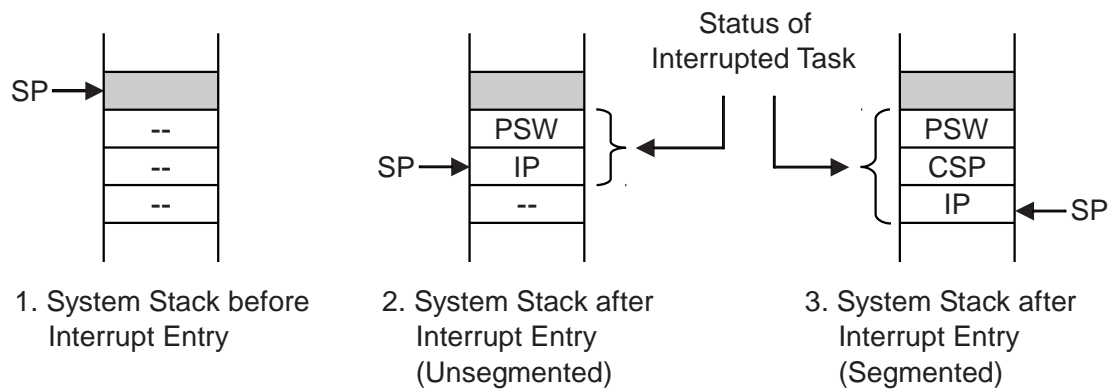 Status of
Interrupted Task
SP
--
--
--
PSW
SP
IP
--
PSW
CSP
IP
SP
1. System Stack before
Interrupt Entry
2. System Stack after
Interrupt Entry
(Unsegmented)
3. System Stack after
Interrupt Entry
(Segmented)